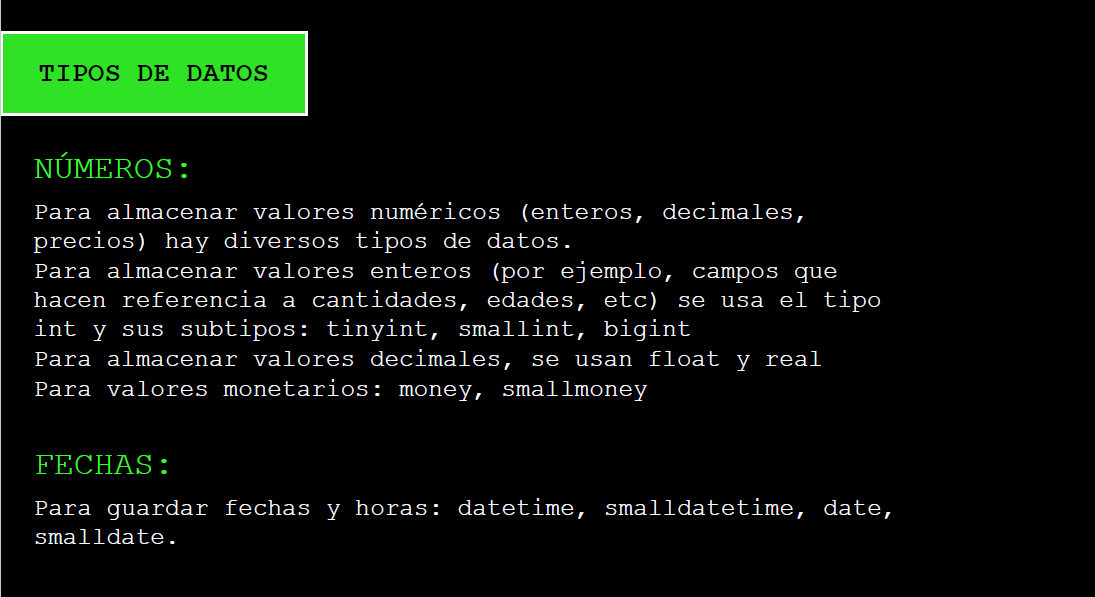 TIPOS DE DATOS
NÚMEROS:
Para almacenar valores numéricos (enteros, decimales,
precios) hay diversos tipos de datos.
Para almacenar valores enteros (por ejemplo, campos que
hacen referencia a cantidades, edades, etc) se usa el tipo
int y sus subtipos: tinyint, smallint, bigint
Para almacenar valores decimales, se usan float y real
Para valores monetarios: money, smallmoney
FECHAS:
Para guardar fechas y horas: datetime, smalldatetime, date,
smalldate.